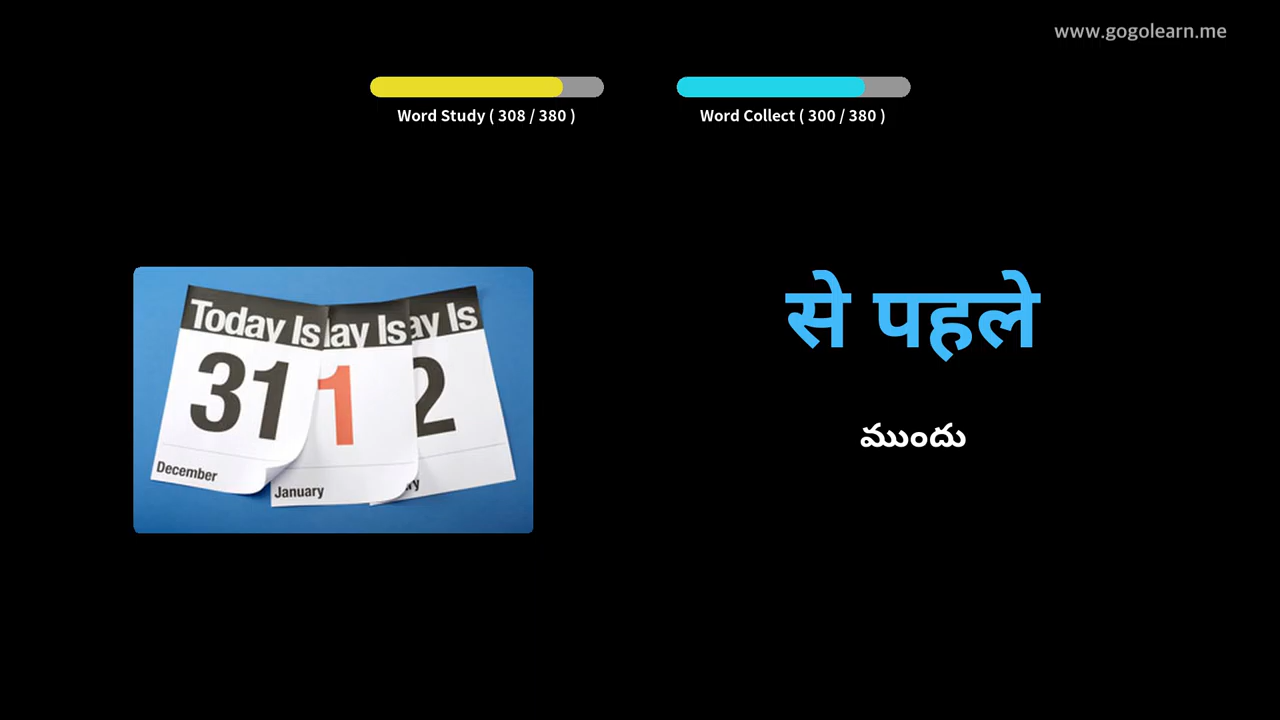 www.gogolearn.me
Word Study ( 308 / 380 )
Word Collect ( 300 / 380 )
से पहले
ముందు
Today Is
31
December
ay Is
1
January
ay Is
2